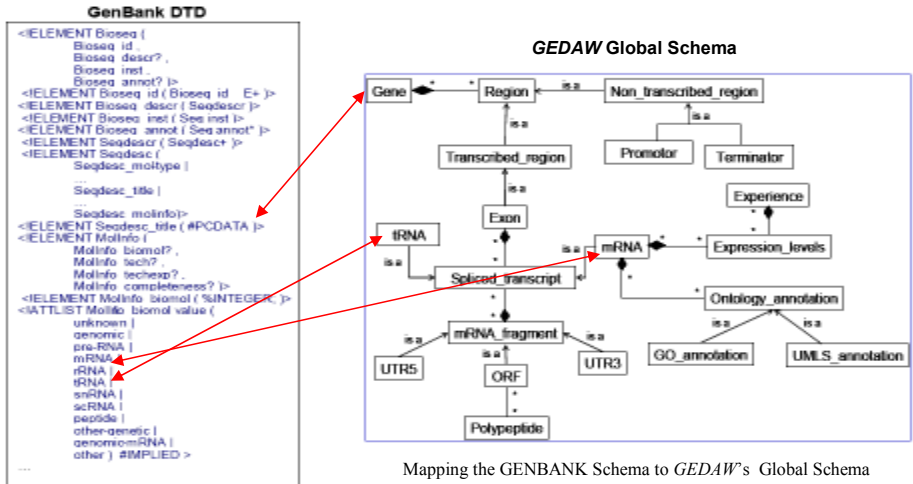 GenBank DTD
<!ELEMENT Bioseq (
Bioseq_id ,
Bioseq_descr? ,
Bioseq_inst ,
Bioseq_annot? )>
<!ELEMENT Bioseq_id ( Bioseq_id E+ )>
<!ELEMENT Bioseq_descr ( Seqdescr )>
<!ELEMENT Bioseq_inst ( Seq_inst )>
<!ELEMENT Bioseq_annot ( Seq_annot* )>
<!ELEMENT Seqdescr ( Seqdesc+ )>
<!ELEMENT Seqdesc (
Seqdesc_moltype |
...
Seqdesc_title |
...
Seqdesc_molinfo)>
<!ELEMENT Seqdesc_title ( #PCDATA )>
<!ELEMENT MolInfo (
MolInfo_biomol? ,
MolInfo_tech? ,
MolInfo_techexp? ,
MolInfo_completeness? )>
<!ELEMENT MolInfo_biomol ( %INTEGER; )>
<!ATTLIST MolInfo_biomol value (
unknown |
genomic |
pre-RNA |
mRNA
rRNA |
tRNA |
snRNA |
scRNA |
peptide |
other-genetic |
genomic-mRNA |
other ) #IMPLIED >
....
GEDAW Global Schema
Gene
*
*
Region
is a
Non_transcribed_region
is a
is a
Promotor
Terminator
Transcribed_region
is a
Exon
*
Experience
*
tRNA
is a
is a
mRNA
*
*
*
Expression_levels
Spliced_transcript
*
*
*
Ontology_annotation
mRNA_fragment
is a
is a
is a
is a
is a
UTR5
ORF
UTR3
GO_annotation
UMLS_annotation
*
*
Polypeptide
Mapping the GENBANK Schema to GEDAW's Global Schema